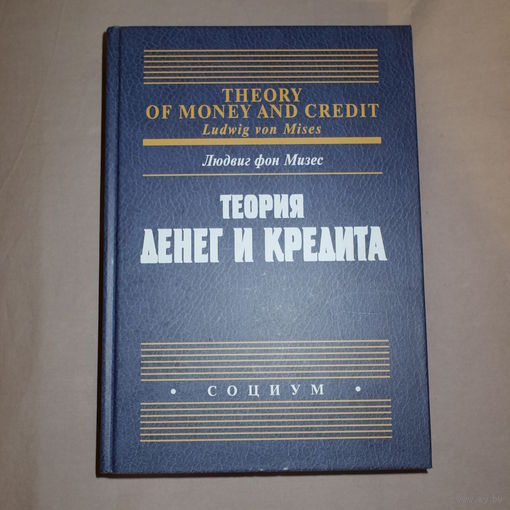 THEORY
OF MONEY AND CREDIT
Ludwig von Mises
Людвиг фон Мизес
ТЕОРИЯ
ДЕНЕГ И КРЕДИТА
• СОЦИУМ •